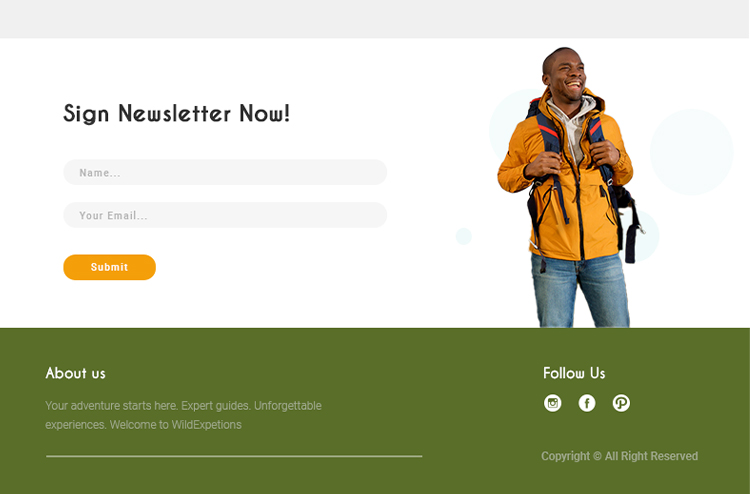 Sign Newsletter Now!
Name...
Your Email...
Submit
About us
Your adventure starts here. Expert guides. Unforgettable
experiences. Welcome to WildExpetions
Follow Us
Copyright © All Right Reserved